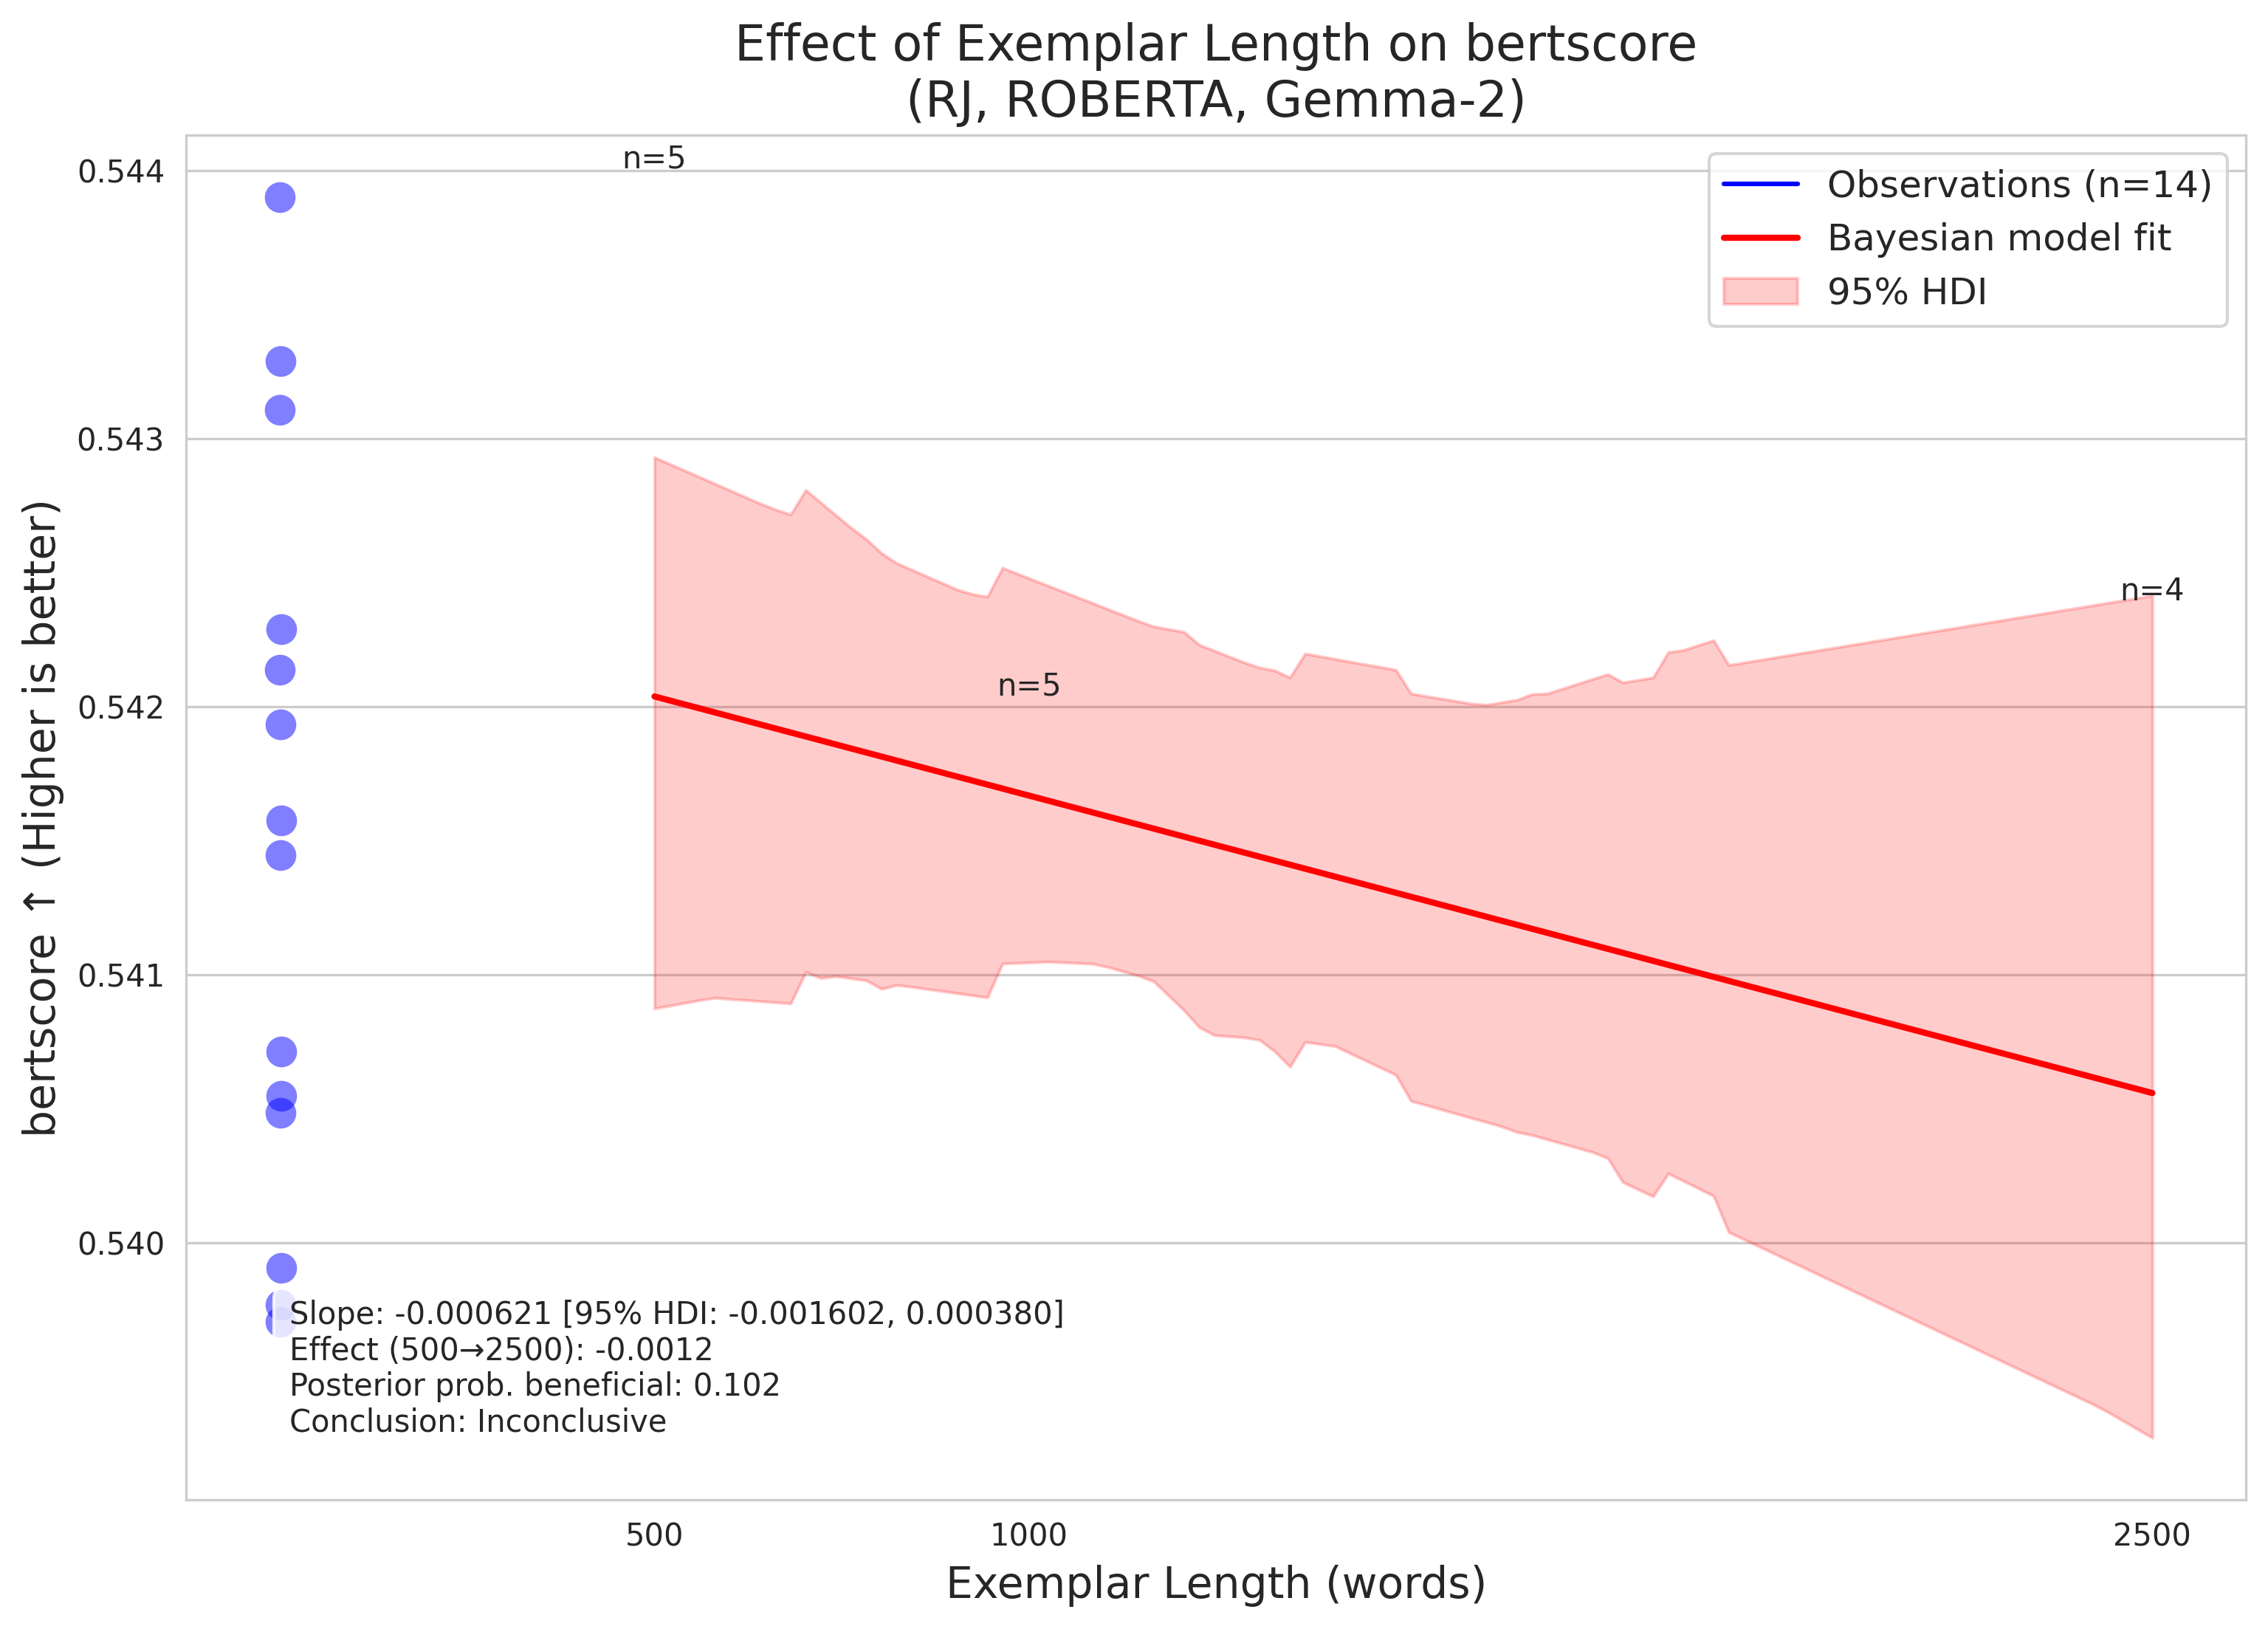 Effect of Exemplar Length on bertscore
(RJ, ROBERTA, Gemma-2)
bertscore ↑ (Higher is better)
0.544
0.543
0.542
0.541
0.540
n=5
n=5
n=4
Observations (n=14)
Bayesian model fit
95% HDI
Slope: -0.000621 [95% HDI: -0.001602, 0.000380]
Effect (500→2500): -0.0012
Posterior prob. beneficial: 0.102
Conclusion: Inconclusive
500
1000
2500
Exemplar Length (words)